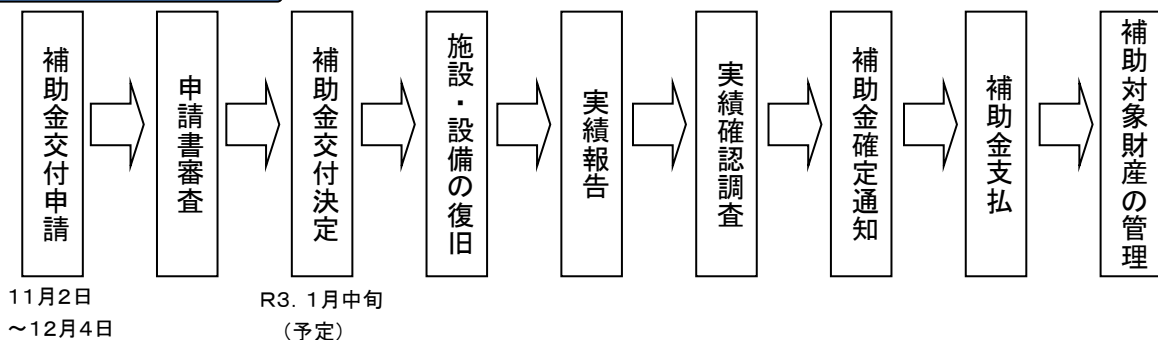 補助金交付申請
申請書審査
補助金交付決定
施設・設備の復旧
実績報告
実績確認調査
補助金確定通知
補助金支払
補助対象財産の管理
11月2日
～12月4日
R3．1月中旬
（予定）